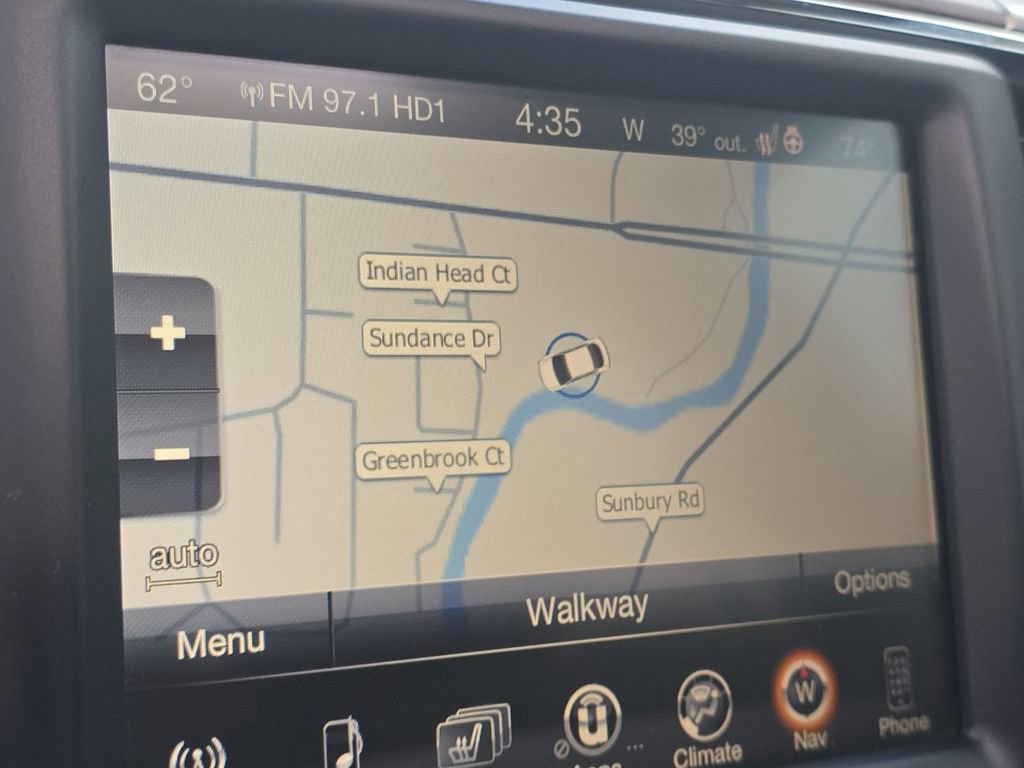 62° FM 97.1 HD1 4:35 W 39° out. 74°
Indian Head Ct
Sundance Dr
Greenbrook Ct
Sunbury Rd
+
-
auto
Menu Walkway Options
Climate
W
Nav
Phone